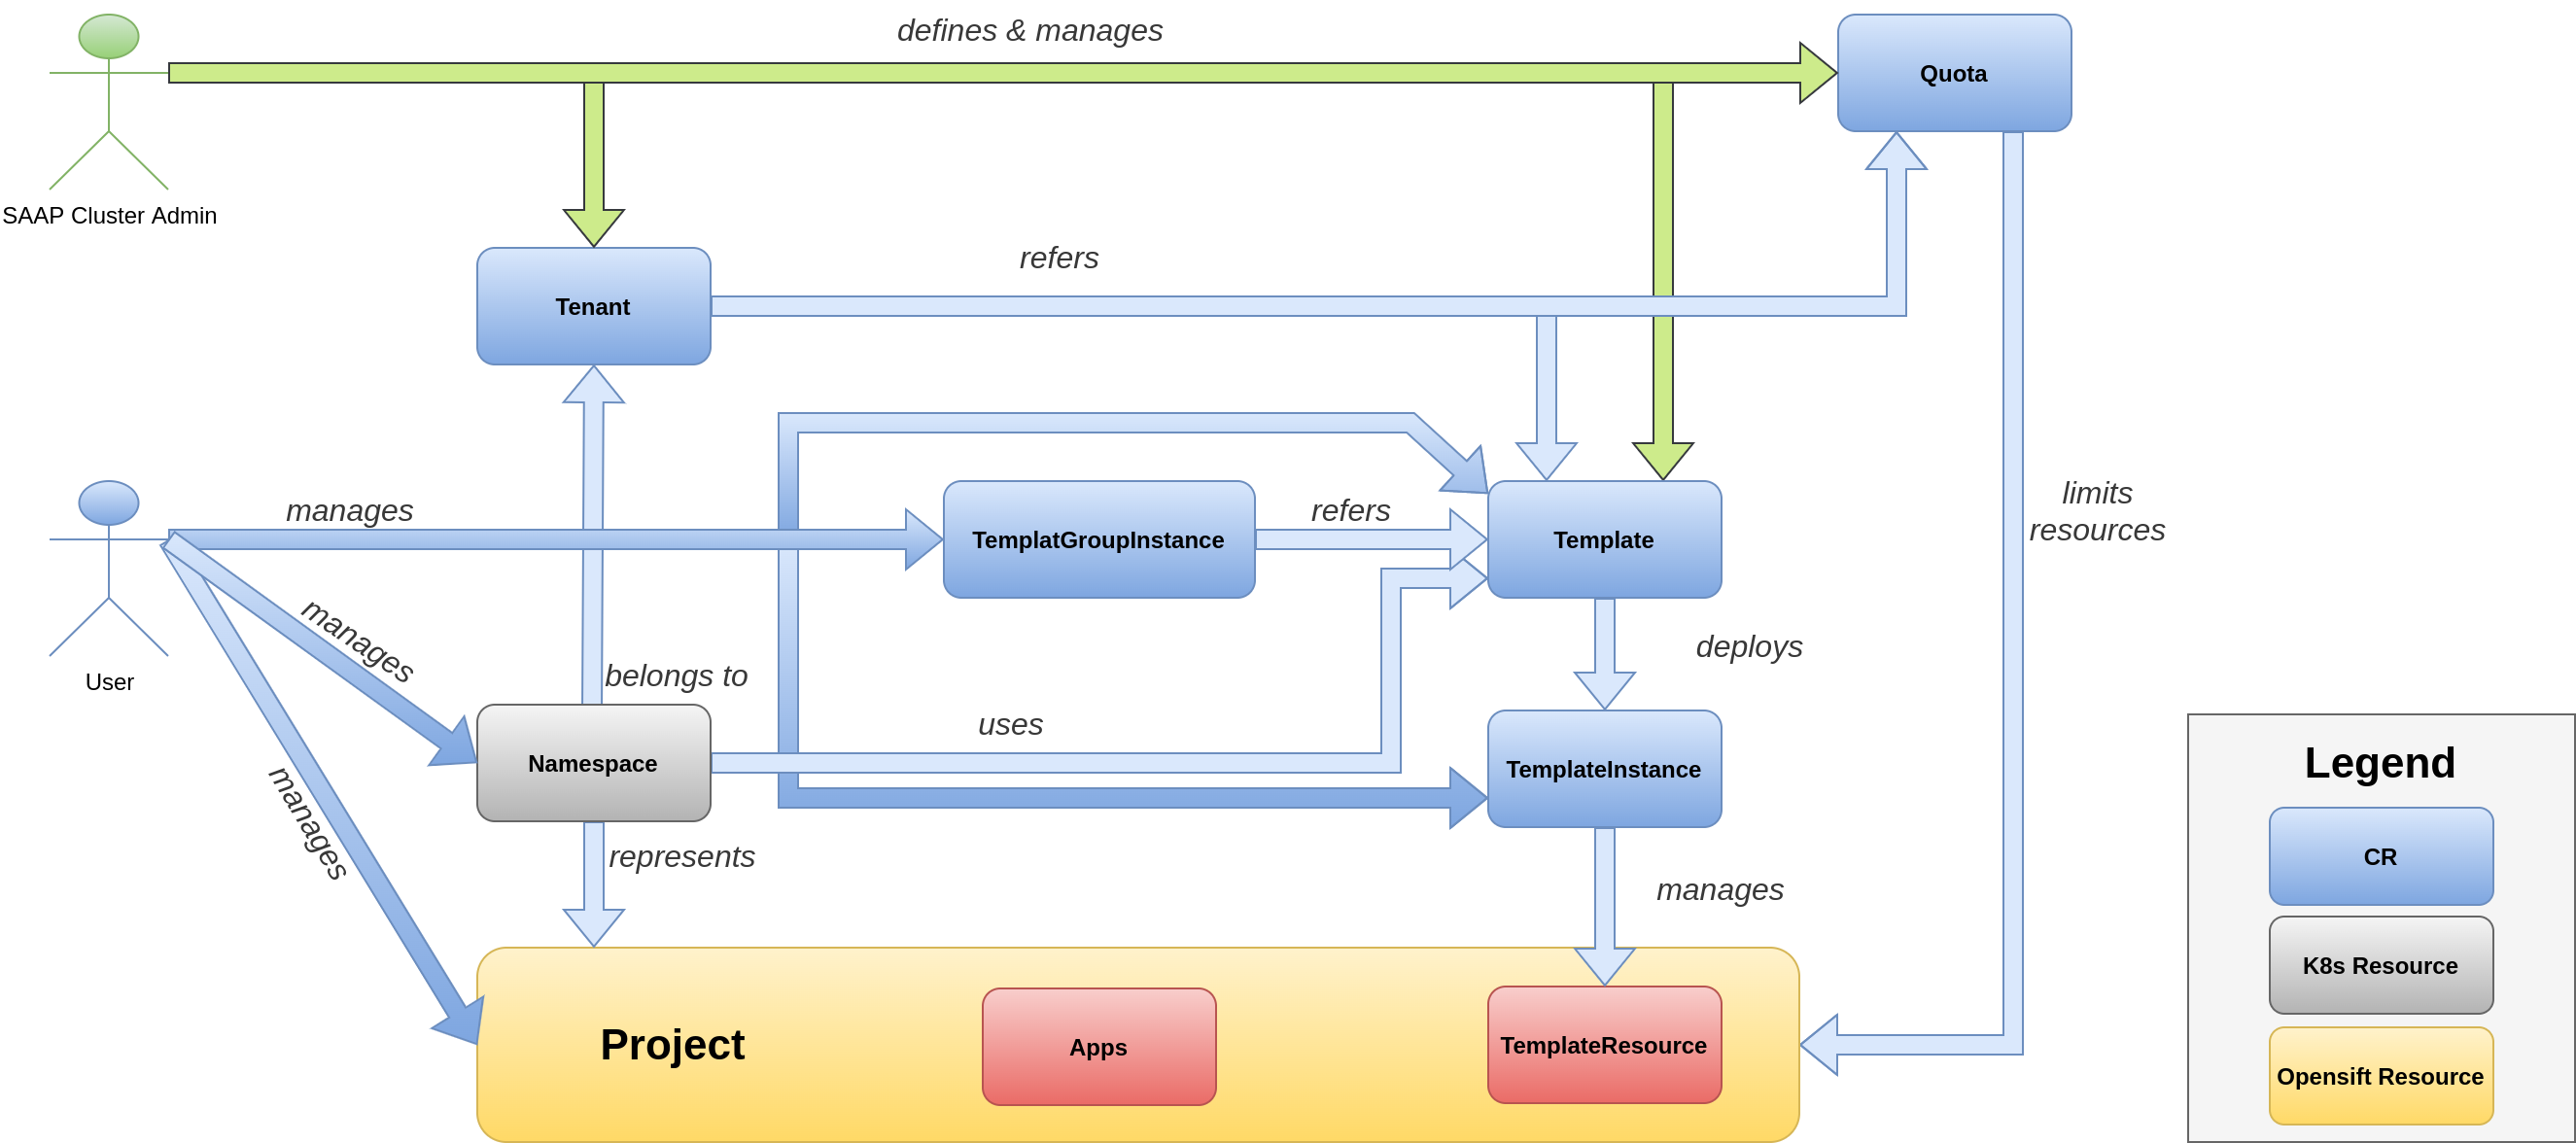 defines & manages
Quota
SAAP Cluster Admin
refers
Tenant
limits
resources
manages
TemplatGroupInstance
refers
Template
manages
belongs to
deploys
User
uses
Namespace
TemplateInstance
manages
represents
manages
Project
Apps
TemplateResource
Legend
CR
K8s Resource
Opensift Resource